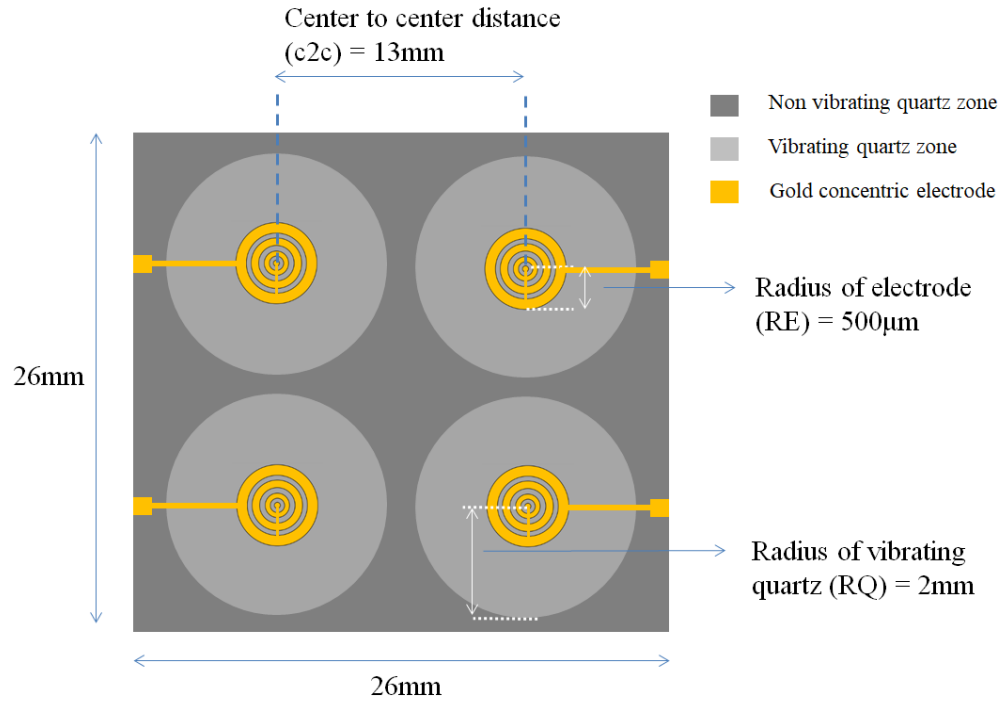 Center to center distance
(c2c) = 13mm
Non vibrating quartz zone
Vibrating quartz zone
Gold concentric electrode
Radius of electrode
(RE) = 500μm
26mm
Radius of vibrating
quartz (RQ) = 2mm
26mm